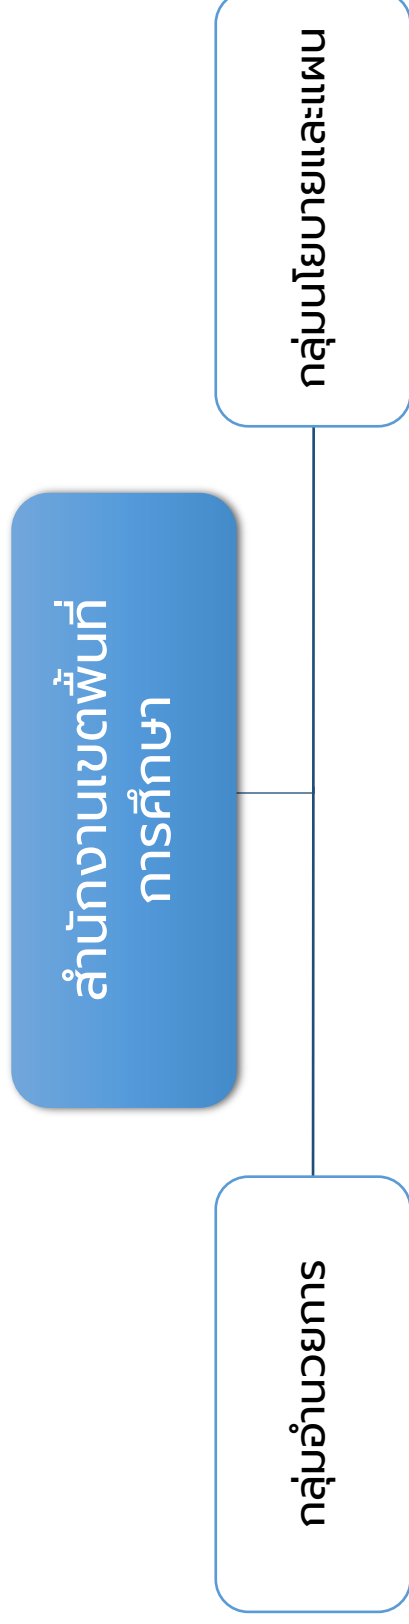 สำนักงานเขตพื้นที่
การศึกษา
กลุ่มอำนวยการ
กลุ่มนโยบายและแผน